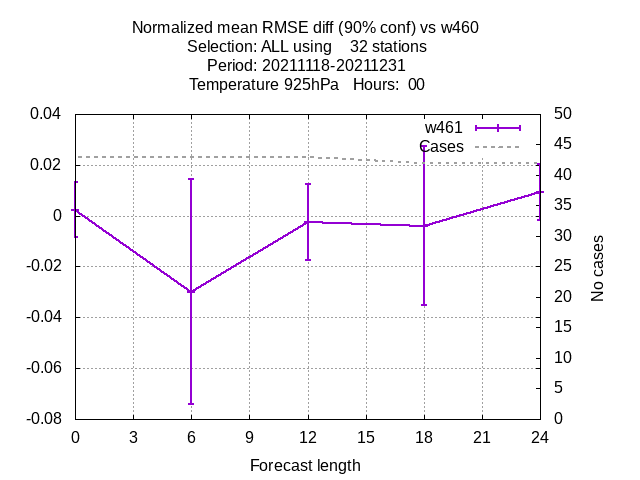 Normalized mean RMSE diff (90% conf) vs w460
Selection: ALL using    32 stations
Period: 20211118-20211231
Temperature 925hPa   Hours:  00
w461
Cases
0.04
0.02
0
-0.02
-0.04
-0.06
-0.08
50
45
40
35
30
25
20
15
10
5
0
No cases
0 3 6 9 12 15 18 21 24
Forecast length